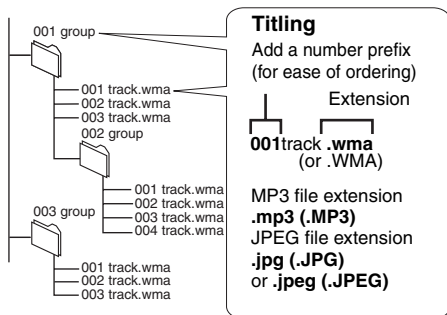 001 group
001 track.wma
002 track.wma
003 track.wma
002 group
001 track.wma
002 track.wma
003 track.wma
004 track.wma
003 group
001 track.wma
002 track.wma
003 track.wma
Titling
Add a number prefix
(for ease of ordering)
Extension
001track .wma
(or .WMA)
MP3 file extension
.mp3 (.MP3)
JPEG file extension
.jpg (.JPG)
or .jpeg (.JPEG)